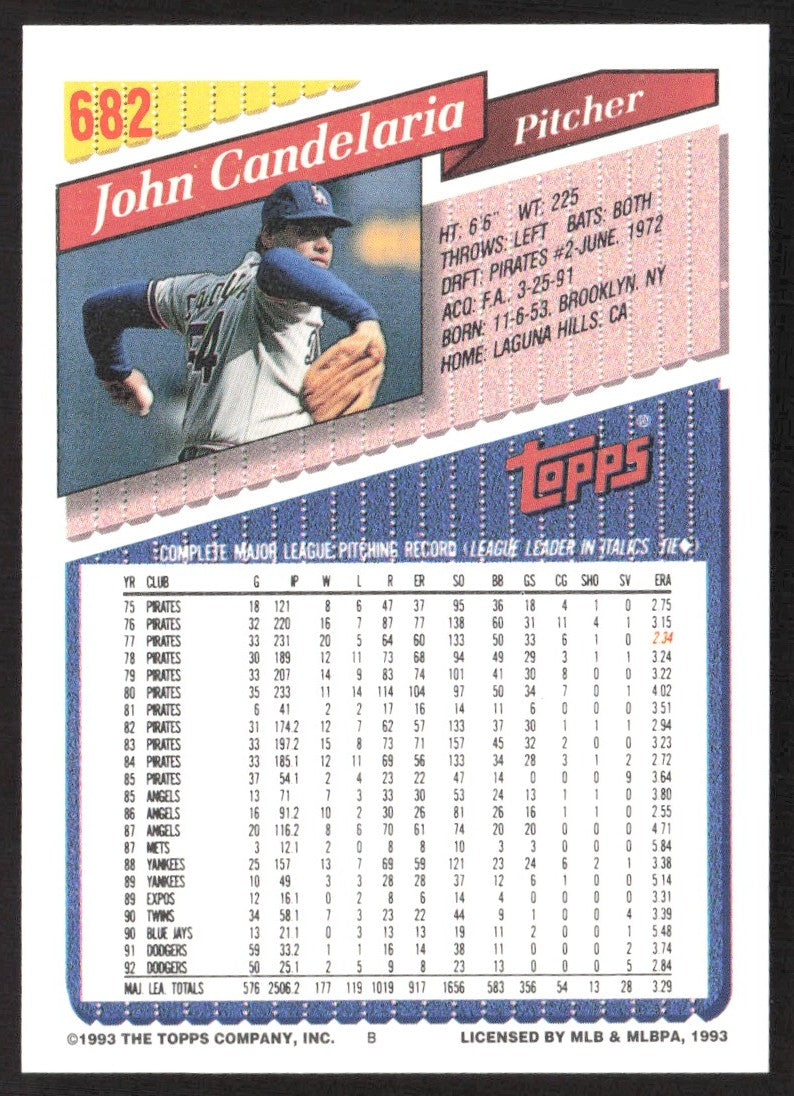 682
John Candelaria
Pitcher
HT: 6'6" WT: 225
THROWS: LEFT BATS: BOTH
DRFT: PIRATES #2-JUNE, 1972
ACQ: F.A., 3-25-91
BORN: 11-6-53, BROOKLYN, NY
HOME: LAGUNA HILLS, CA
54
topps®
COMPLETE MAJOR LEAGUE PITCHING RECORD (LEAGUE LEADER IN ITALICS, TIE◆)
YR CLUB G IP W L R ER SO BB GS CG SHO SV ERA
75 PIRATES 18 121 8 6 47 37 95 36 18 4 1 0 2.75
76 PIRATES 32 220 16 7 87 77 138 60 31 11 4 1 3.15
77 PIRATES 33 231 20 5 64 60 133 50 33 6 1 0 2.34
78 PIRATES 30 189 12 11 73 68 94 49 29 3 1 1 3.24
79 PIRATES 33 207 14 9 83 74 101 41 30 8 0 0 3.22
80 PIRATES 35 233 11 14 114 104 97 50 34 7 0 1 4.02
81 PIRATES 6 41 2 2 17 16 14 11 6 0 0 0 3.51
82 PIRATES 31 174.2 12 7 62 57 133 37 30 1 1 1 2.94
83 PIRATES 33 197.2 15 8 73 71 157 45 32 2 0 0 3.23
84 PIRATES 33 185.1 12 11 69 56 133 34 28 3 1 2 2.72
85 PIRATES 37 54.1 2 4 23 22 47 14 0 0 0 9 3.64
85 ANGELS 13 71 7 3 33 30 53 24 13 1 1 0 3.80
86 ANGELS 16 91.2 10 2 30 26 81 26 16 1 1 0 2.55
87 ANGELS 20 116.2 8 6 70 61 74 20 20 0 0 0 4.71
87 METS 3 12.1 2 0 8 8 10 3 3 0 0 0 5.84
88 YANKEES 25 157 13 7 69 59 121 23 24 6 2 1 3.38
89 YANKEES 10 49 3 3 28 28 37 12 6 1 0 0 5.14
89 EXPOS 12 16.1 0 2 8 6 14 4 0 0 0 0 3.31
90 TWINS 34 58.1 7 3 23 22 44 9 1 0 0 4 3.39
90 BLUE JAYS 13 21.1 0 3 13 13 19 11 2 0 0 1 5.48
91 DODGERS 59 33.2 1 1 16 14 38 11 0 0 0 2 3.74
92 DODGERS 50 25.1 2 5 9 8 23 13 0 0 0 5 2.84
MAJ. LEA. TOTALS 576 2506.2 177 119 1019 917 1656 583 356 54 13 28 3.29
©1993 THE TOPPS COMPANY, INC. B LICENSED BY MLB & MLBPA, 1993